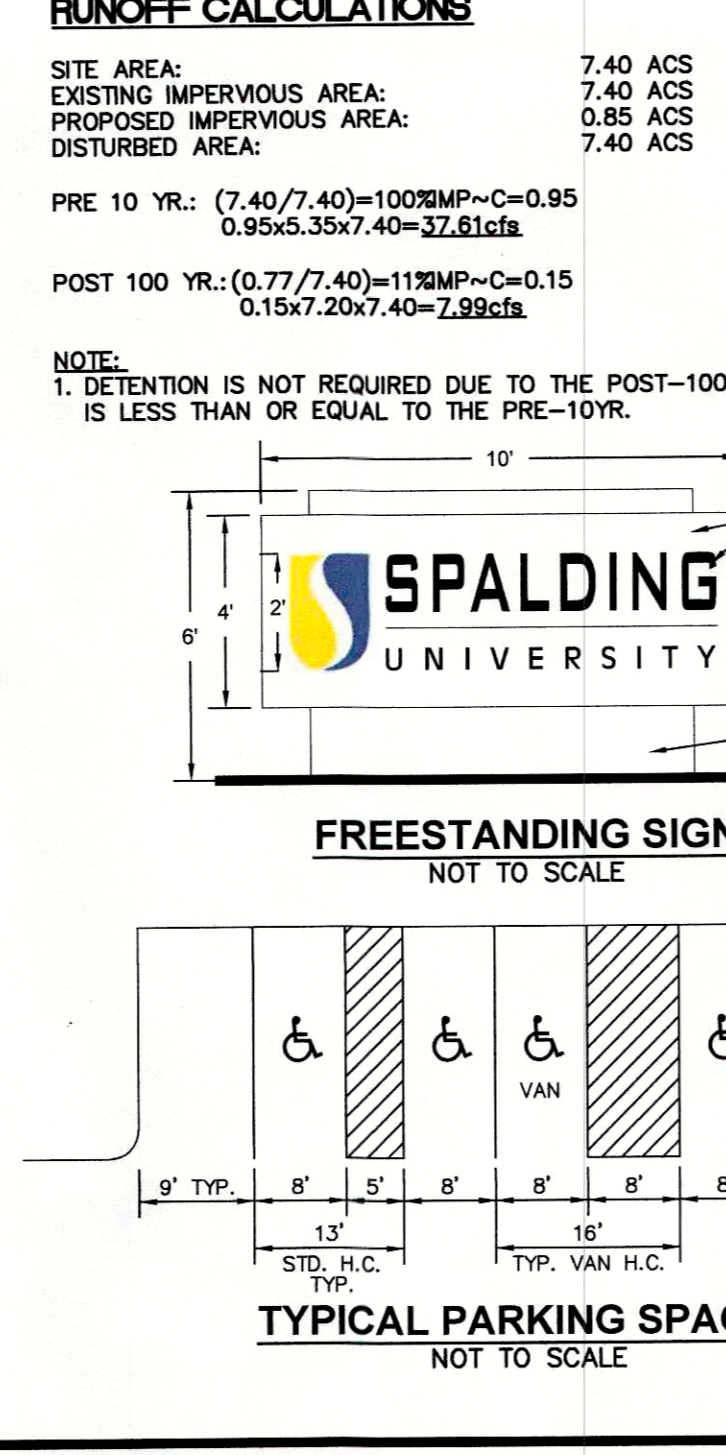 RUNOFF CALCULATIONS
SITE AREA: 7.40 ACS
EXISTING IMPERVIOUS AREA: 7.40 ACS
PROPOSED IMPERVIOUS AREA: 0.85 ACS
DISTURBED AREA: 7.40 ACS
PRE 10 YR.: (7.40/7.40)=100%IMP~C=0.95
0.95x5.35x7.40=37.61cfs
POST 100 YR.:(0.77/7.40)=11%IMP~C=0.15
0.15x7.20x7.40=7.99cfs
NOTE:
1. DETENTION IS NOT REQUIRED DUE TO THE POST-100
IS LESS THAN OR EQUAL TO THE PRE-10YR.
10'
6' 4' 2' SPALDING
UNIVERSITY
FREESTANDING SIGN
NOT TO SCALE
VAN
9' TYP. 8' 5' 8' 8' 8' 8
13' 16'
STD. H.C. TYP. VAN H.C.
TYP.
TYPICAL PARKING SPAC
NOT TO SCALE